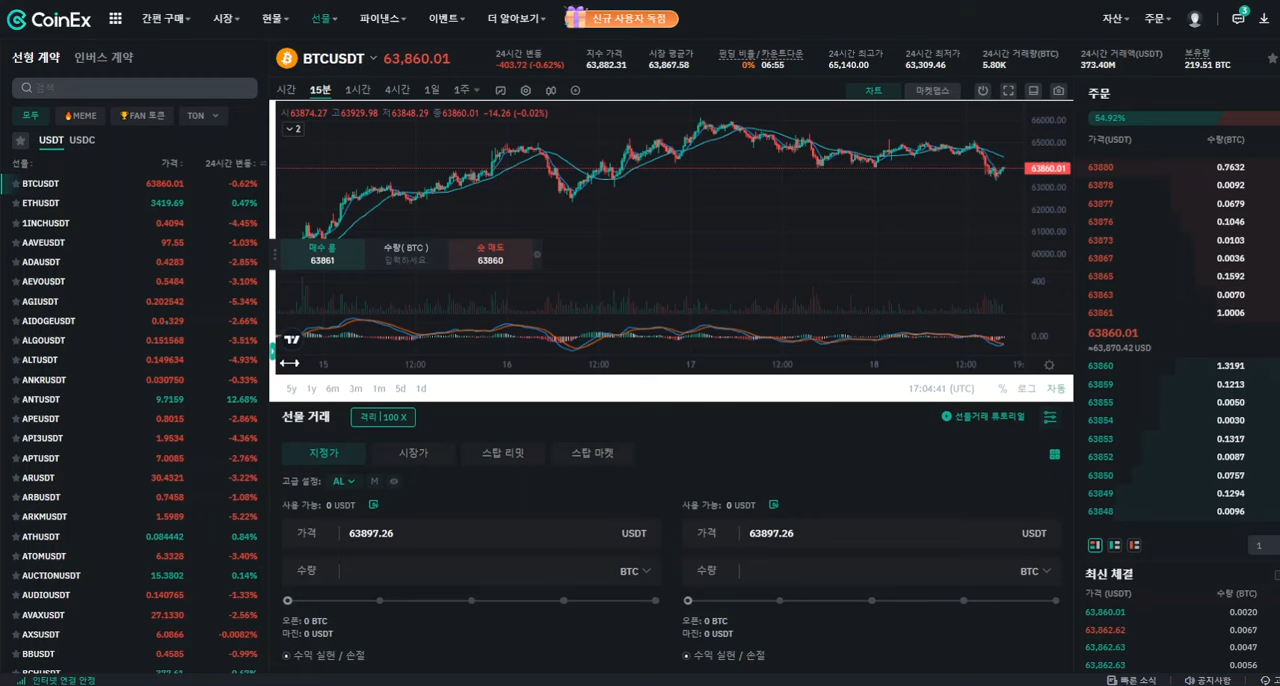 CoinEx 간편 구매 시장 현물 선물 파이낸스 이벤트 더 알아보기 신규 사용자 독점 자산 주문 3
선형 계약 인버스 계약
검색
모두 MEME FAN 토큰 TON
USDT USDC
선물 가격 24시간 변동
BTCUSDT 63860.01 -0.62%
ETHUSDT 3419.69 0.47%
1INCHUSDT 0.4094 -4.45%
AAVEUSDT 97.55 -1.03%
ADAUSDT 0.4283 -2.85%
AEVOUSDT 0.5484 -3.10%
AGIUSDT 0.202542 -5.34%
AIDOGEUSDT -2.66%
ALGOUSDT 0.151568 -3.51%
ALTUSDT 0.149634 -4.93%
ANKRUSDT 0.030750 -0.33%
ANTUSDT 9.7159 12.68%
APEUSDT 0.8015 -2.86%
API3USDT 1.9534 -4.36%
APTUSDT 7.0085 -2.76%
ARUSDT 30.4321 -3.22%
ARBUSDT 0.7458 -1.08%
ARKMUSDT 1.5989 -5.22%
ATHUSDT 0.084442 0.84%
ATOMUSDT 6.3328 -3.40%
AUCTIONUSDT 15.3802 0.14%
AUDIOUSDT 0.140765 -1.33%
AVAXUSDT 27.1330 -2.56%
AXSUSDT 6.0866 -0.0082%
BBUSDT 0.4585 -0.99%
인터넷 연결 안정
BTCUSDT 63,860.01
24시간 변동
-403.72 (-0.62%)
지수 가격
63,882.31
시장 평균가
63,867.58
펀딩 비율 / 카운트다운
0% 06:55
24시간 최고가
65,140.00
24시간 최저가
63,309.46
24시간 거래량(BTC)
5.80K
24시간 거래액(USDT)
373.40M
보유량
219.51 BTC
시간 15분 1시간 4시간 1일 1주 차트 마켓뎁스
시63874.27 고63929.98 저63848.29 종63860.01 -14.26 (-0.02%)
2
66000.00
65000.00
63860.01
63000.00
62000.00
61000.00
60000.00
400
0.00
매수 롱 수량( BTC ) 숏 매도
63861 입력하세요. 63860
15 12:00 16 12:00 17 12:00 18 12:00 19
5y 1y 6m 3m 1m 5d 1d 17:04:41 (UTC) % 로그 자동
선물 거래 격리 | 100 X 선물거래 튜토리얼
지정가 시장가 스탑 리밋 스탑 마켓
고급 설정: AL M
사용 가능: 0 USDT 사용 가능: 0 USDT
가격 63897.26 USDT 가격 63897.26 USDT
수량 BTC 수량 BTC
오픈: 0 BTC 오픈: 0 BTC
마진: 0 USDT 마진: 0 USDT
수익 실현 / 손절 수익 실현 / 손절
주문
54.92%
가격(USDT) 수량(BTC)
63880 0.7632
63878 0.0092
63877 0.0679
63876 0.1046
63873 0.0103
63867 0.0036
63865 0.1592
63863 0.0070
63861 1.0006
63860.01
≈63,870.42 USD
63860 1.3191
63859 0.1213
63855 0.0050
63854 0.0030
63853 0.1317
63852 0.0087
63850 0.0757
63849 0.1294
63848 0.0096
1
최신 체결
가격 (USDT) 수량 (BTC)
63,860.01 0.0020
63,862.62 0.0067
63,862.63 0.0047
63,862.63 0.0056
빠른 소식 공지사항